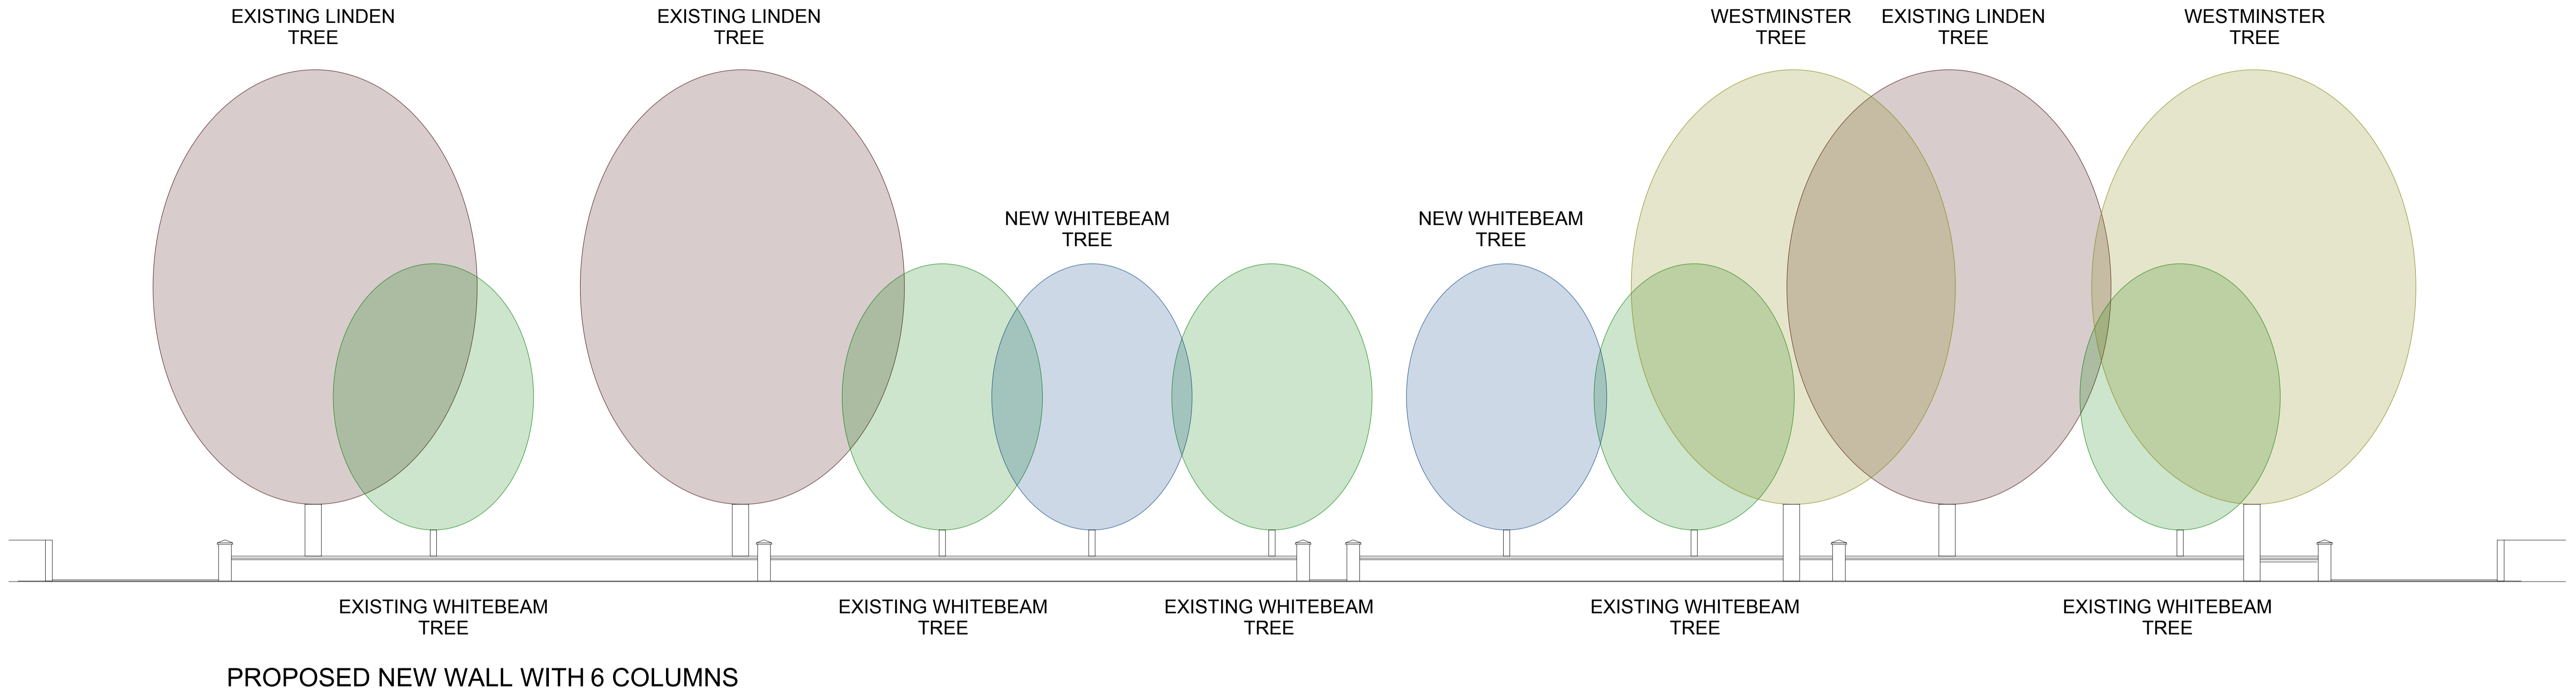 EXISTING LINDEN
TREE
EXISTING LINDEN
TREE
WESTMINSTER
TREE
EXISTING LINDEN
TREE
WESTMINSTER
TREE
NEW WHITEBEAM
TREE
NEW WHITEBEAM
TREE
EXISTING WHITEBEAM
TREE
EXISTING WHITEBEAM
TREE
EXISTING WHITEBEAM
TREE
EXISTING WHITEBEAM
TREE
EXISTING WHITEBEAM
TREE
PROPOSED NEW WALL WITH 6 COLUMNS